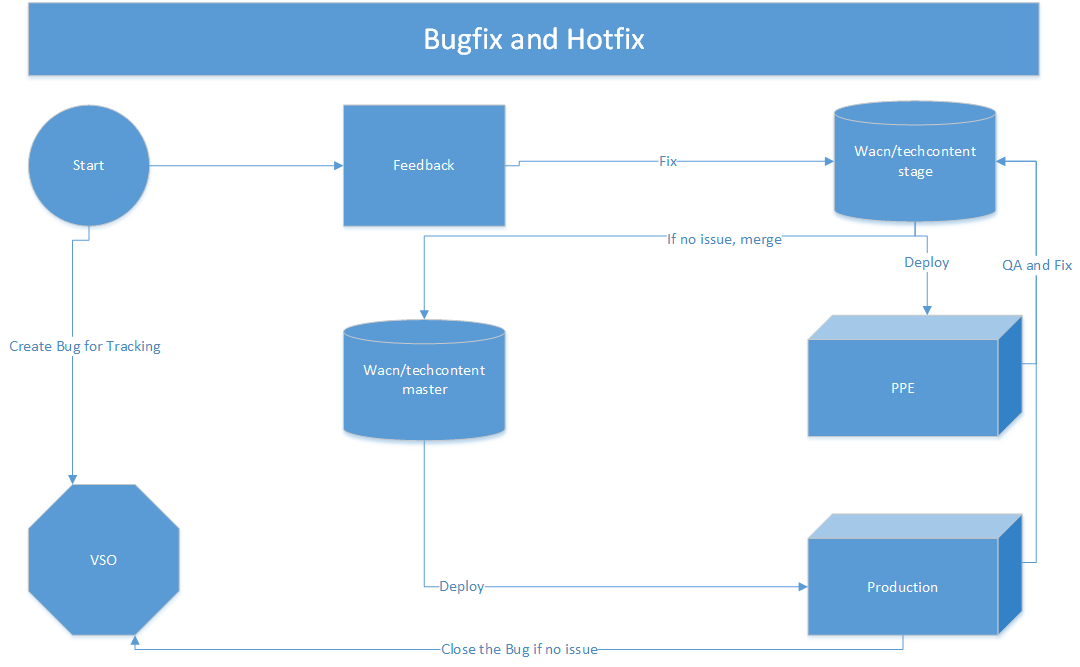 Bugfix and Hotfix
Start
Feedback
Fix
Wacn/techcontent
stage
If no issue, merge
Deploy
QA and Fix
Create Bug for Tracking
Wacn/techcontent
master
PPE
VSO
Deploy
Production
Close the Bug if no issue